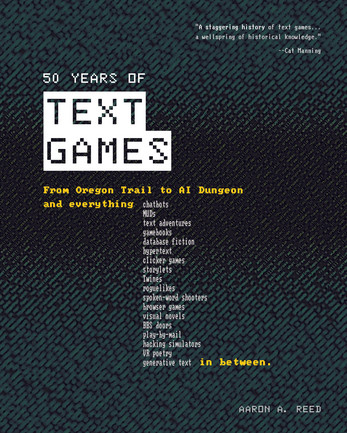 "A staggering history of text games...
a wellspring of historical knowledge."
--Cat Manning
50 YEARS OF
TEXT
GAMES
From Oregon Trail to AI Dungeon
and everything chatbots
MUDs
text adventures
gamebooks
database fiction
hypertext
clicker games
storylets
Twines
roguelikes
spoken-word shooters
browser games
visual novels
BBS doors
play-by-mail
hacking simulators
VR poetry
generative text in between.
AARON A. REED